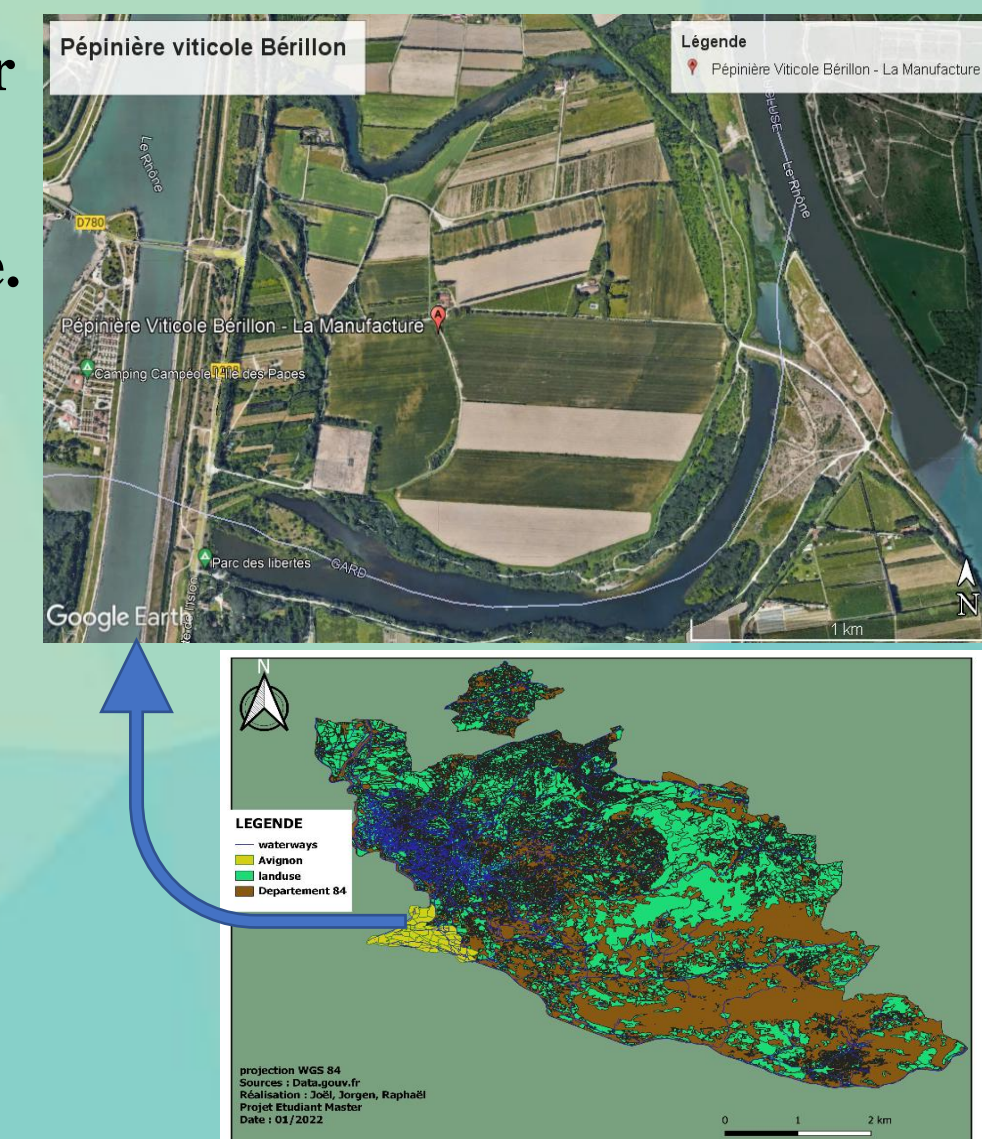 r
e.
Pépinière viticole Bérillon
Légende
Pépinière Viticole Bérillon - La Manufacture
Le Rhône
Le Rhône
D780
Pépinière Viticole Bérillon - La Manufacture
A
Camping Campéole L'Île des Papes
Parc des libertes
GARD
Google Earth
1 km
N
N
LEGENDE
waterways
Avignon
landuse
Departement 84
projection WGS 84
Sources : Data.gouv.fr
Réalisation : Joël, Jorgen, Raphaël
Projet Etudiant Master
Date : 01/2022
0 1 2 km